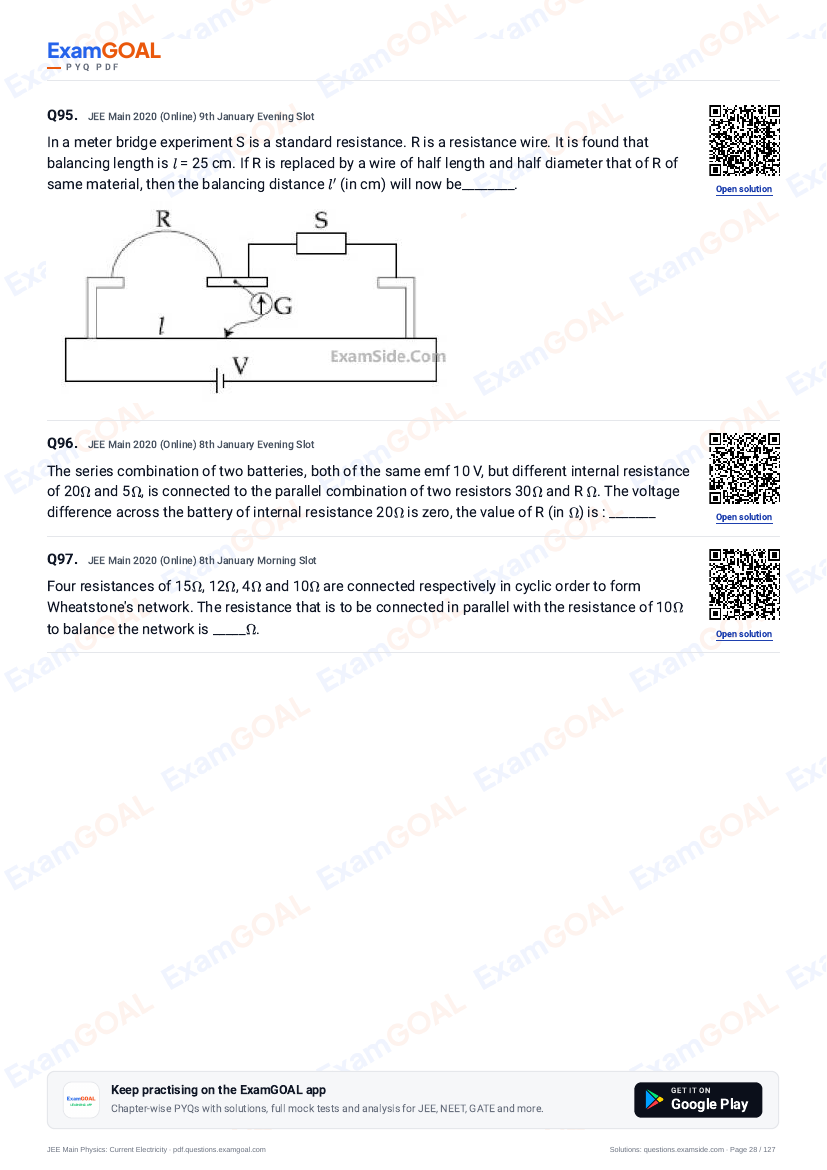 ExamGOAL
PYQ PDF
Q95. JEE Main 2020 (Online) 9th January Evening Slot
In a meter bridge experiment S is a standard resistance. R is a resistance wire. It is found that
balancing length is l = 25 cm. If R is replaced by a wire of half length and half diameter that of R of
same material, then the balancing distance l′ (in cm) will now be________.
Open solution
R
S
G
l
V
ExamSide.Com
Q96. JEE Main 2020 (Online) 8th January Evening Slot
The series combination of two batteries, both of the same emf 10 V, but different internal resistance
of 20Ω and 5Ω, is connected to the parallel combination of two resistors 30Ω and R Ω. The voltage
difference across the battery of internal resistance 20Ω is zero, the value of R (in Ω) is : _______
Open solution
Q97. JEE Main 2020 (Online) 8th January Morning Slot
Four resistances of 15Ω, 12Ω, 4Ω and 10Ω are connected respectively in cyclic order to form
Wheatstone's network. The resistance that is to be connected in parallel with the resistance of 10Ω
to balance the network is _____Ω.
Open solution
Keep practising on the ExamGOAL app
Chapter-wise PYQs with solutions, full mock tests and analysis for JEE, NEET, GATE and more.
ExamGOAL
GET IT ON
Google Play
JEE Main Physics: Current Electricity · pdf.questions.examgoal.com
Solutions: questions.examside.com · Page 28 / 127